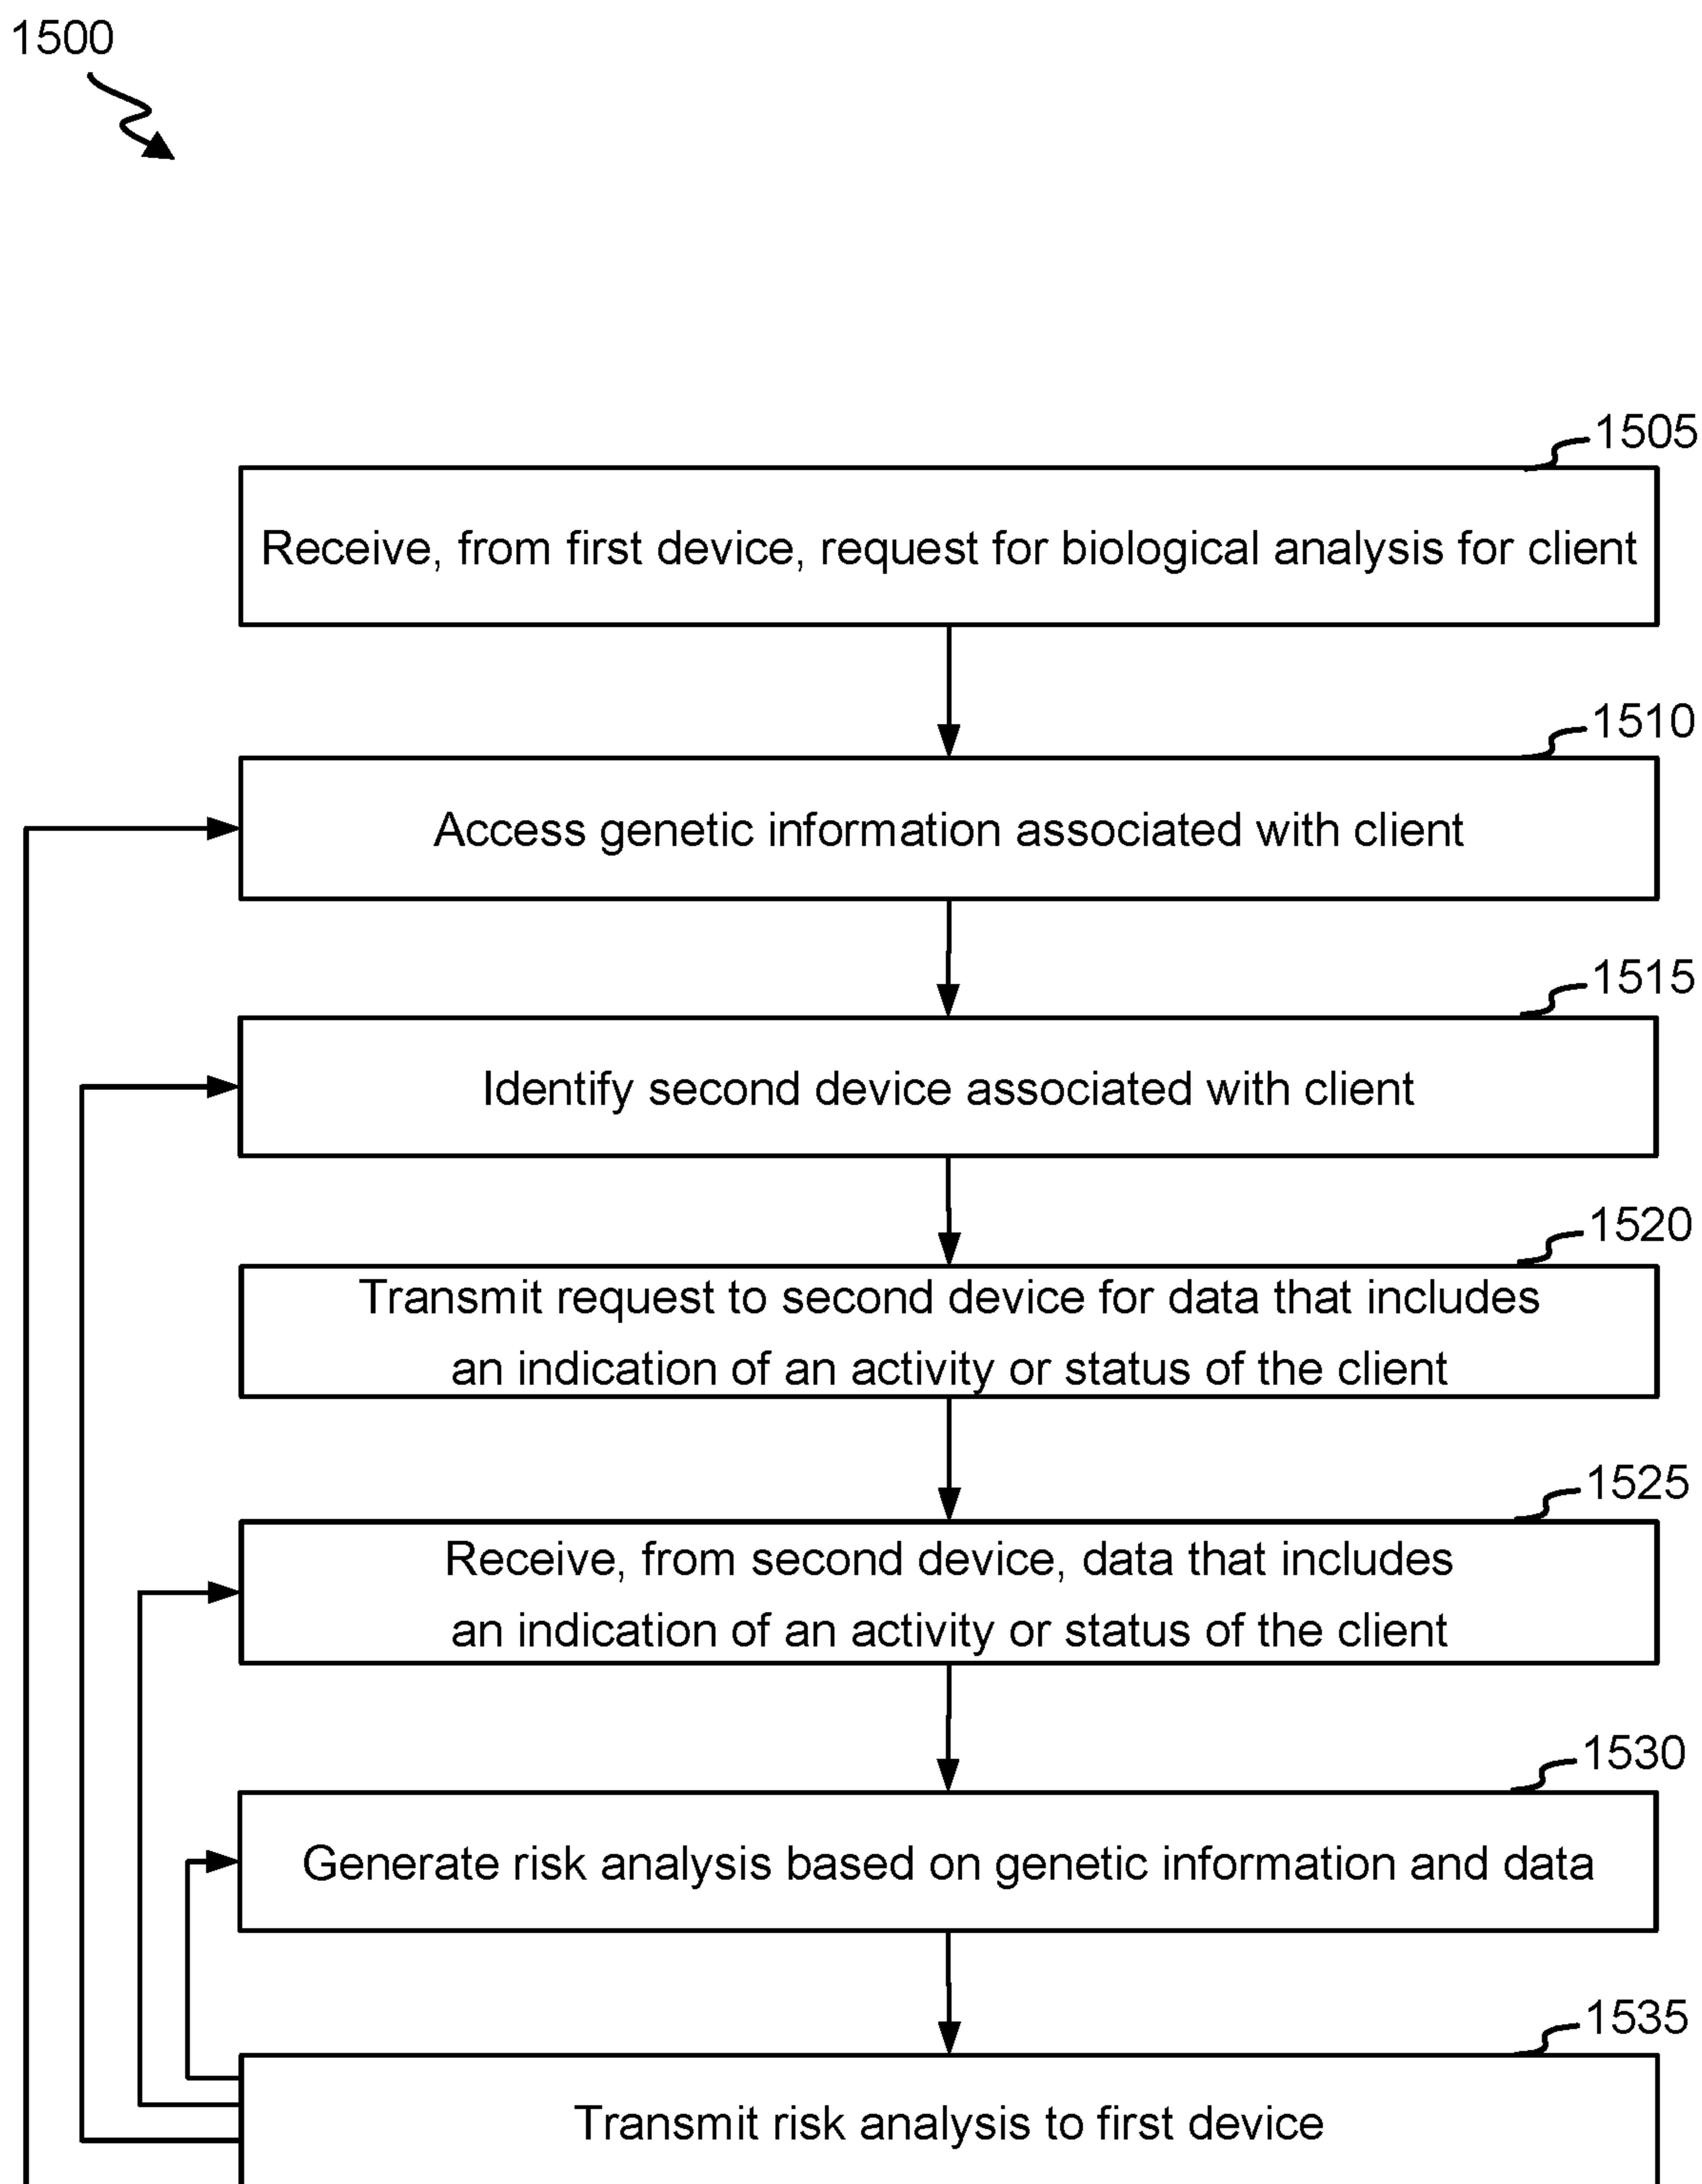 1500
1505
Receive, from first device, request for biological analysis for client
1510
Access genetic information associated with client
1515
Identify second device associated with client
1520
Transmit request to second device for data that includes
an indication of an activity or status of the client
1525
Receive, from second device, data that includes
an indication of an activity or status of the client
1530
Generate risk analysis based on genetic information and data
1535
Transmit risk analysis to first device